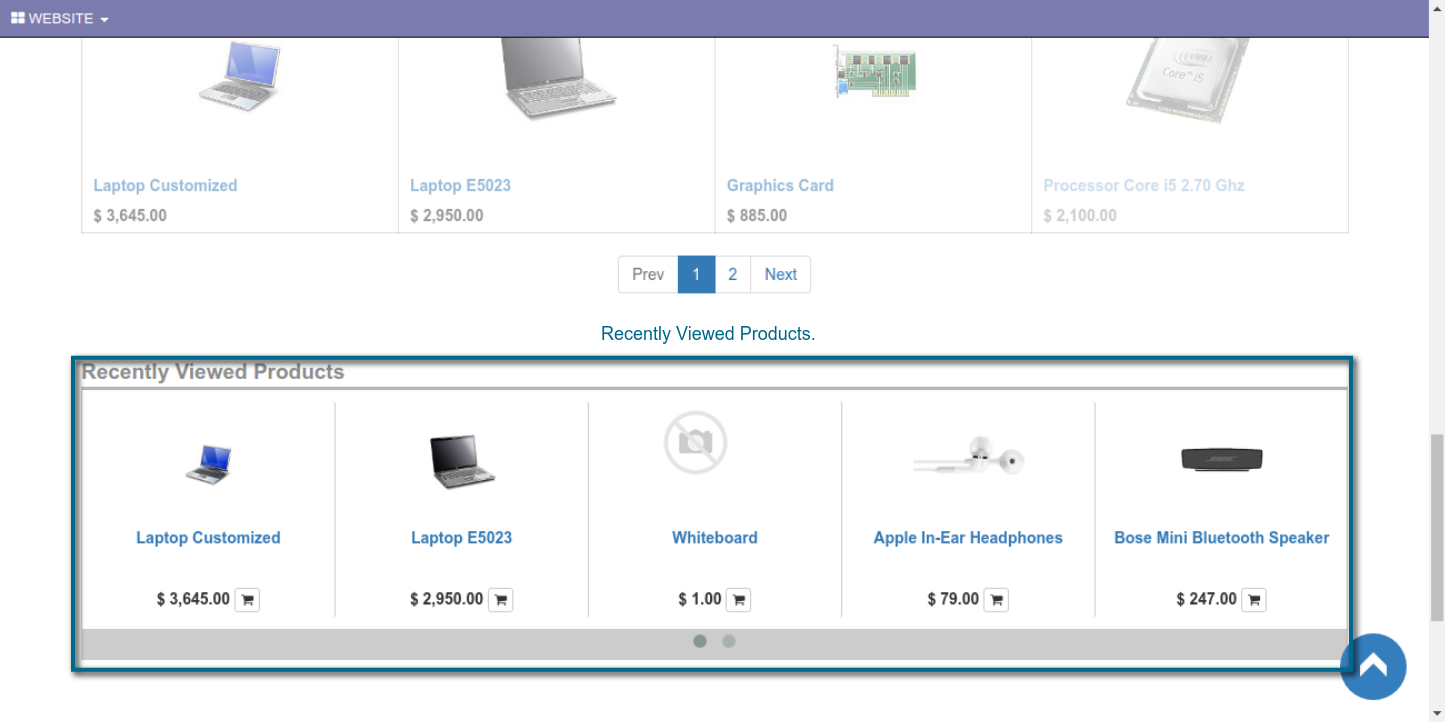 WEBSITE
Core™ i5
Laptop Customized
$ 3,645.00
Laptop E5023
$ 2,950.00
Graphics Card
$ 885.00
Processor Core i5 2.70 Ghz
$ 2,100.00
Prev 1 2 Next
Recently Viewed Products.
Recently Viewed Products
Laptop Customized
$ 3,645.00
Laptop E5023
$ 2,950.00
Whiteboard
$ 1.00
Apple In-Ear Headphones
$ 79.00
BOSE
Bose Mini Bluetooth Speaker
$ 247.00